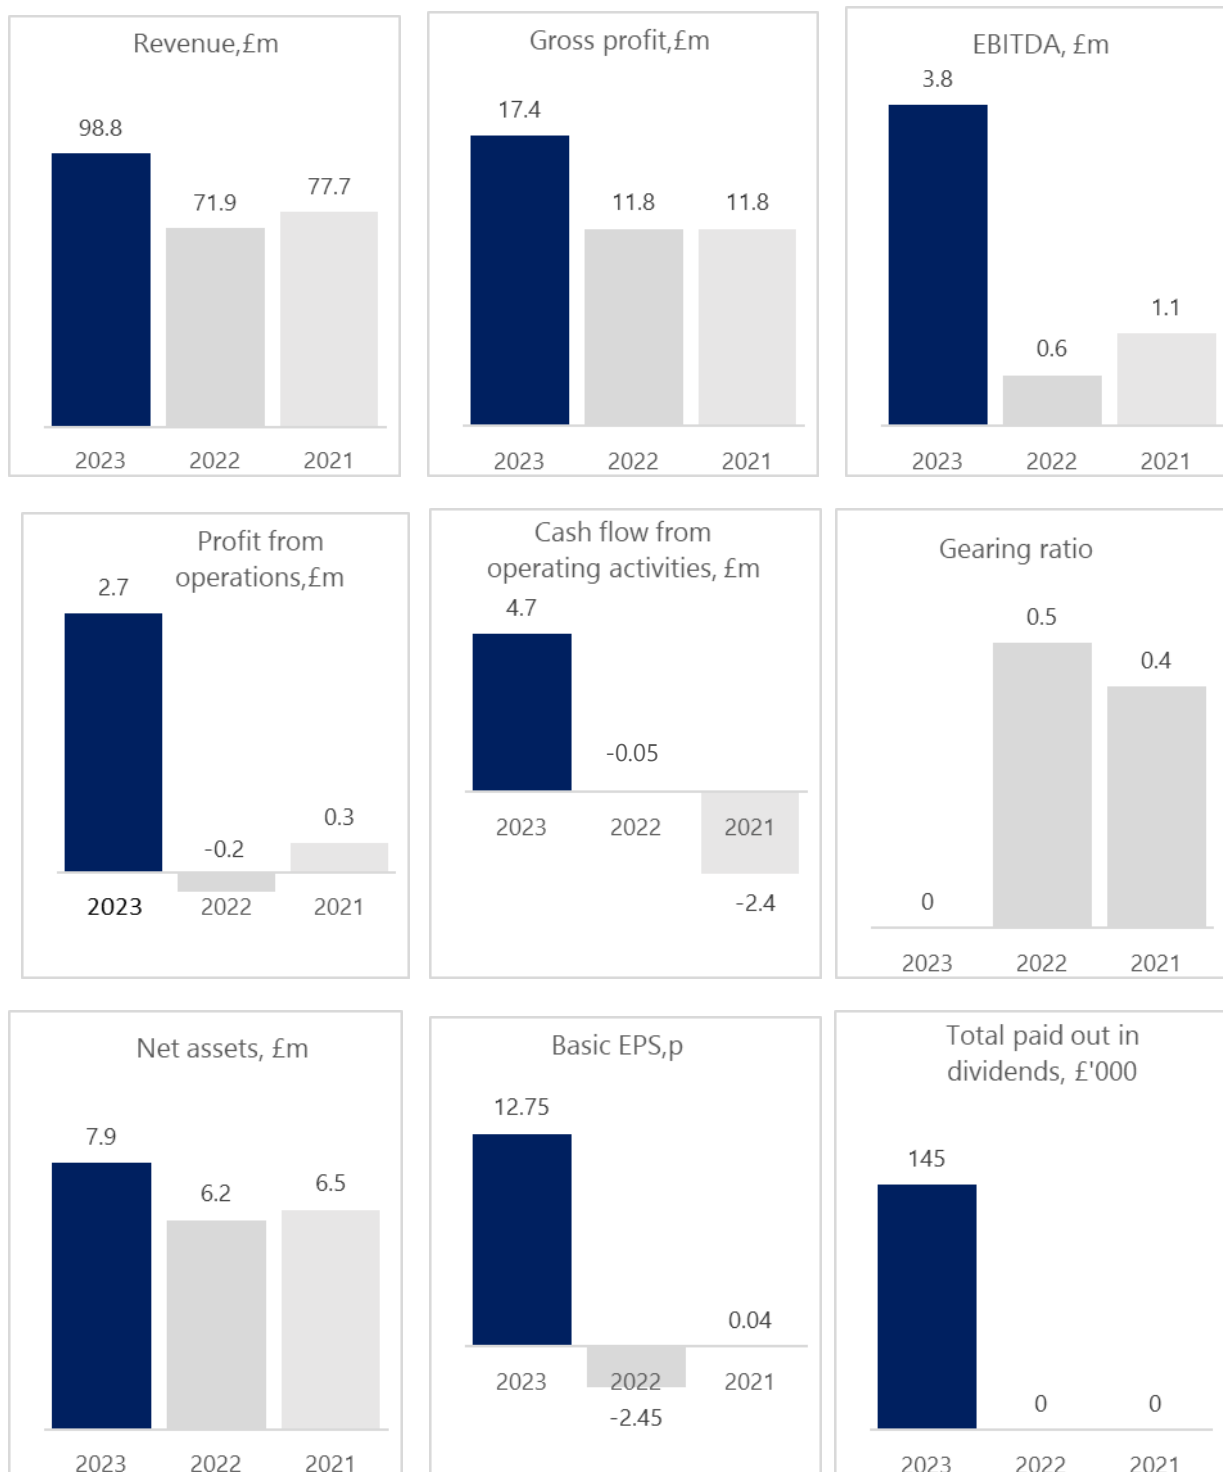 Revenue,£m
98.8
71.9
77.7
2023 2022 2021
Gross profit,£m
17.4
11.8
11.8
2023 2022 2021
EBITDA, £m
3.8
0.6
1.1
2023 2022 2021
Profit from
operations,£m
2.7
-0.2
0.3
2023 2022 2021
Cash flow from
operating activities, £m
4.7
-0.05
2023 2022 2021
-2.4
Gearing ratio
0
0.5
0.4
2023 2022 2021
Net assets, £m
7.9
6.2
6.5
2023 2022 2021
Basic EPS,p
12.75
0.04
2023 2022 2021
-2.45
Total paid out in
dividends, £'000
145
0
0
2023 2022 2021